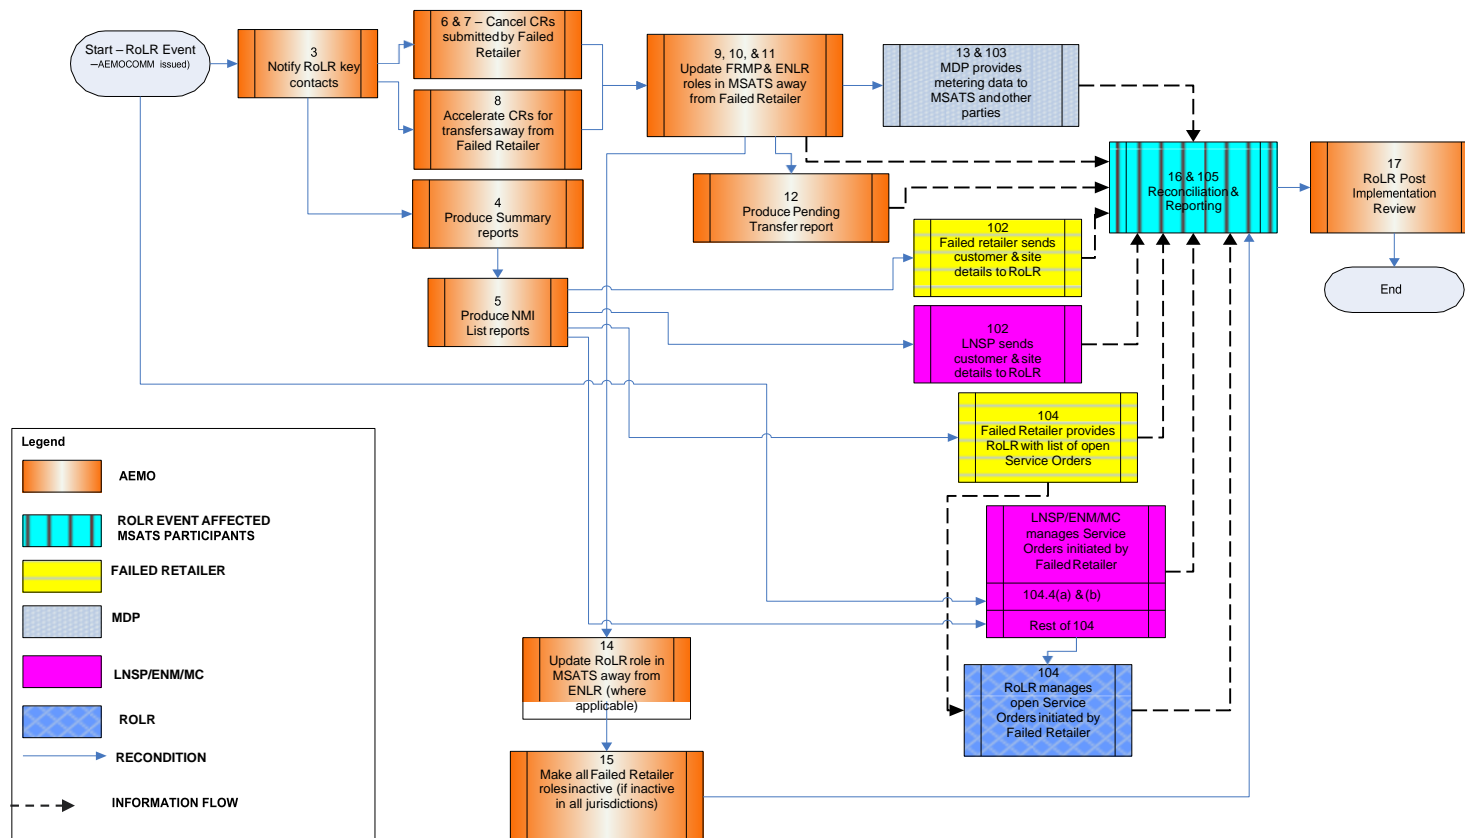 Start – RoLR Event
–AEMOCOMM issued)
3
Notify RoLR key
contacts
6 & 7 – Cancel CRs
submitted by Failed
Retailer
8
Accelerate CRs for
transfers away from
Failed Retailer
9, 10, & 11
Update FRMP & ENLR
roles in MSATS away
from Failed Retailer
13 & 103
MDP provides
metering data to
MSATS and other
parties
4
Produce Summary
reports
12
Produce Pending
Transfer report
16 & 105
Reconciliation &
Reporting
17
RoLR Post
Implementation
Review
End
5
Produce NMI
List reports
102
Failed retailer sends
customer & site
details to RoLR
102
LNSP sends
customer & site
details to RoLR
104
Failed Retailer provides
RoLR with list of open
Service Orders
LNSP/ENM/MC
manages Service
Orders initiated by
Failed Retailer
104.4(a) & (b)
Rest of 104
14
Update RoLR role in
MSATS away from
ENLR (where
applicable)
104
RoLR manages
open Service
Orders initiated by
Failed Retailer
15
Make all Failed Retailer
roles inactive (if inactive
in all jurisdictions)
Legend
AEMO
ROLR EVENT AFFECTED
MSATS PARTICIPANTS
FAILED RETAILER
MDP
LNSP/ENM/MC
ROLR
RECONDITION
INFORMATION FLOW